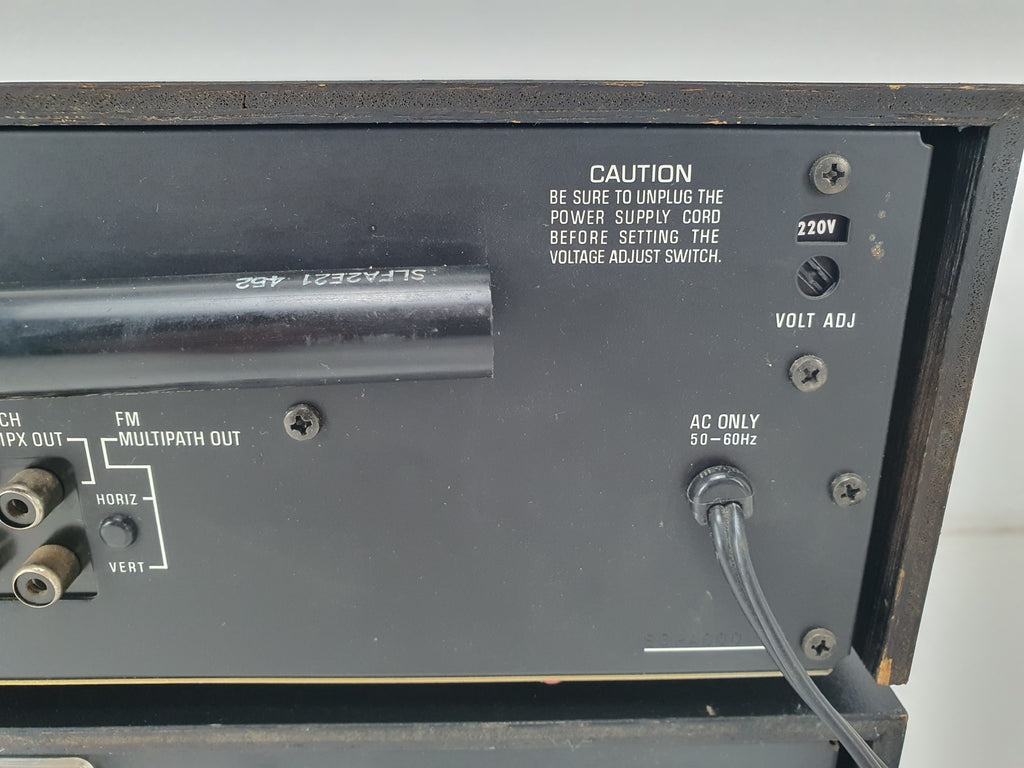 CAUTION
BE SURE TO UNPLUG THE
POWER SUPPLY CORD
BEFORE SETTING THE
VOLTAGE ADJUST SWITCH.
220V
VOLT ADJ
SLFA2E21 452
CH
IPX OUT
FM
MULTIPATH OUT
HORIZ
VERT
AC ONLY
50–60Hz